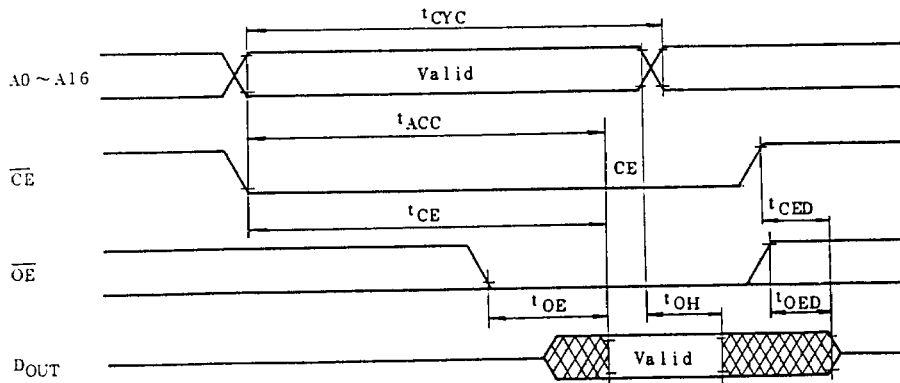 tCYC
A0~A16
Valid
tACC
CE
CE
tCE
tCED
OE
tOE
tOH
tOED
DOUT
Valid